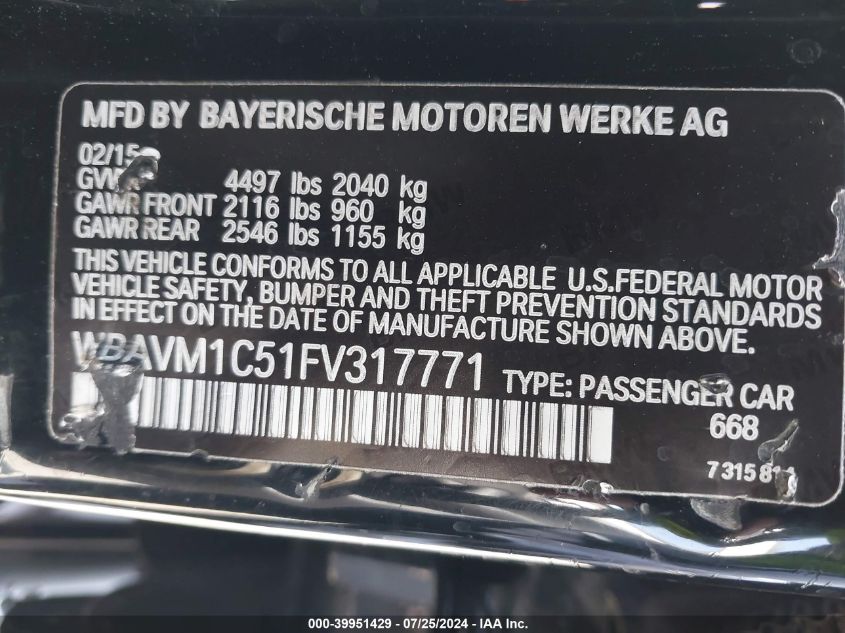 MFD BY BAYERISCHE MOTOREN WERKE AG
02/15
4497 lbs 2040 kg
GAWR FRONT 2116 lbs 960 kg
GAWR REAR 2546 lbs 1155 kg
THIS VEHICLE CONFORMS TO ALL APPLICABLE U.S.FEDERAL MOTOR
VEHICLE SAFETY, BUMPER AND THEFT PREVENTION STANDARDS
IN EFFECT ON THE DATE OF MANUFACTURE SHOWN ABOVE.
WBAVM1C51FV317771 TYPE: PASSENGER CAR
668
000-39951429 / 07/25/2024 - IAA Inc.